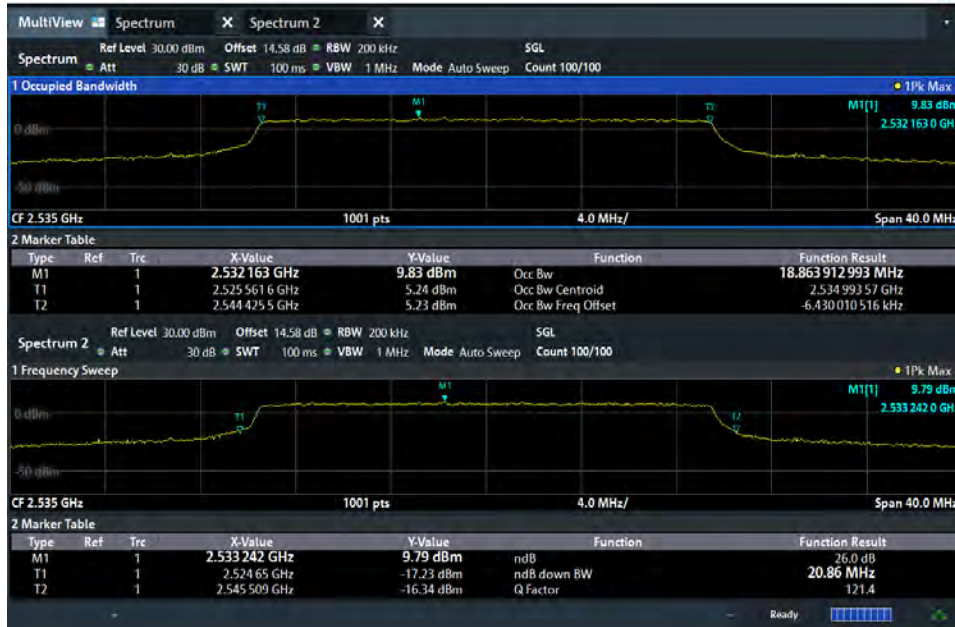 MultiView Spectrum X Spectrum 2 X
Ref Level 30.00 dBm Offset 14.58 dB RBW 200 kHz SGL
Spectrum Att 30 dB SWT 100 ms VBW 1 MHz Mode Auto Sweep Count 100/100
1 Occupied Bandwidth 1Pk Max
T1 M1 T2 M1[1] 9.83 dBm
0 dBm 2.532 163 0 GH
-50 dBm
CF 2.535 GHz 1001 pts 4.0 MHz/ Span 40.0 MHz
2 Marker Table
Type Ref Trc X-Value Y-Value Function Function Result
M1 1 2.532 163 GHz 9.83 dBm Occ Bw 18.863 912 993 MHz
T1 1 2.525 561 6 GHz 5.24 dBm Occ Bw Centroid 2.534 993 57 GHz
T2 1 2.544 425 5 GHz 5.23 dBm Occ Bw Freq Offset -6.430 010 516 kHz
Ref Level 30.00 dBm Offset 14.58 dB RBW 200 kHz SGL
Spectrum 2 Att 30 dB SWT 100 ms VBW 1 MHz Mode Auto Sweep Count 100/100
1 Frequency Sweep 1Pk Max
M1 M1[1] 9.79 dBm
0 dBm T1 T2 2.533 242 0 GH
-50 dBm
CF 2.535 GHz 1001 pts 4.0 MHz/ Span 40.0 MHz
2 Marker Table
Type Ref Trc X-Value Y-Value Function Function Result
M1 1 2.533 242 GHz 9.79 dBm ndB 26.0 dB
T1 1 2.524 65 GHz -17.23 dBm ndB down BW 20.86 MHz
T2 1 2.545 509 GHz -16.34 dBm Q Factor 121.4
Ready